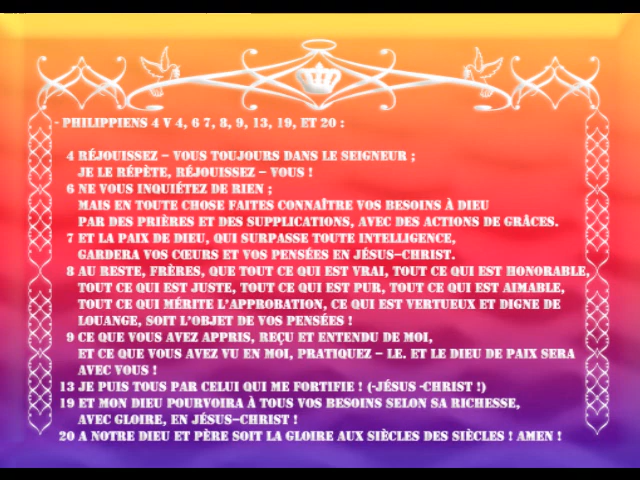 - PHILIPPIENS 4 V 4, 6 7, 8, 9, 13, 19, ET 20 :
4 RÉJOUISSEZ – VOUS TOUJOURS DANS LE SEIGNEUR ;
JE LE RÉPÈTE, RÉJOUISSEZ – VOUS !
6 NE VOUS INQUIÉTEZ DE RIEN ;
MAIS EN TOUTE CHOSE FAITES CONNAÎTRE VOS BESOINS À DIEU
PAR DES PRIÈRES ET DES SUPPLICATIONS, AVEC DES ACTIONS DE GRÂCES.
7 ET LA PAIX DE DIEU, QUI SURPASSE TOUTE INTELLIGENCE,
GARDERA VOS CŒURS ET VOS PENSÉES EN JÉSUS–CHRIST.
8 AU RESTE, FRÈRES, QUE TOUT CE QUI EST VRAI, TOUT CE QUI EST HONORABLE,
TOUT CE QUI EST JUSTE, TOUT CE QUI EST PUR, TOUT CE QUI EST AIMABLE,
TOUT CE QUI MÉRITE L'APPROBATION, CE QUI EST VERTUEUX ET DIGNE DE
LOUANGE, SOIT L'OBJET DE VOS PENSÉES !
9 CE QUE VOUS AVEZ APPRIS, REÇU ET ENTENDU DE MOI,
ET CE QUE VOUS AVEZ VU EN MOI, PRATIQUEZ – LE. ET LE DIEU DE PAIX SERA
AVEC VOUS !
13 JE PUIS TOUS PAR CELUI QUI ME FORTIFIE ! (-JÉSUS -CHRIST !)
19 ET MON DIEU POURVOIRA À TOUS VOS BESOINS SELON SA RICHESSE,
AVEC GLOIRE, EN JÉSUS–CHRIST !
20 A NOTRE DIEU ET PÈRE SOIT LA GLOIRE AUX SIÈCLES DES SIÈCLES ! AMEN !